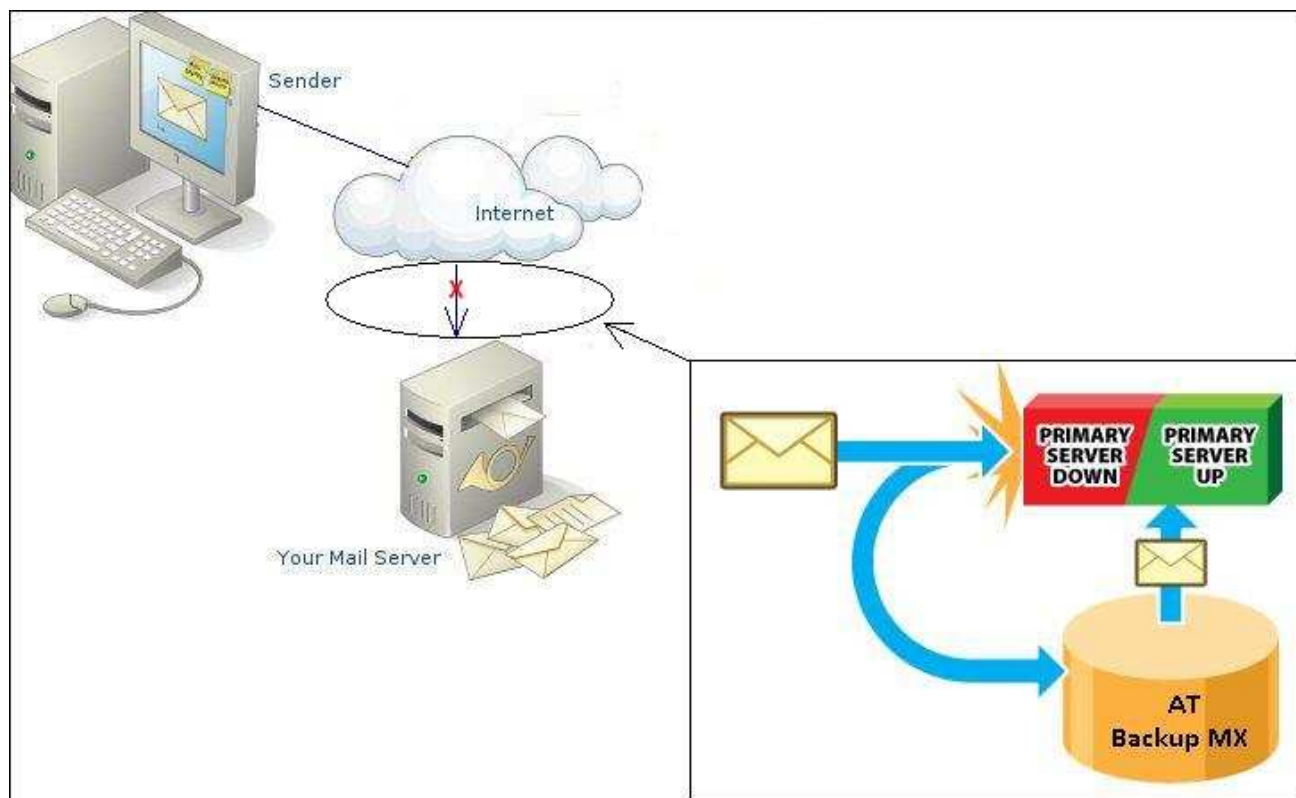 Sender
Internet
X
Your Mail Server
PRIMARY
SERVER
DOWN
PRIMARY
SERVER
UP
AT
Backup MX